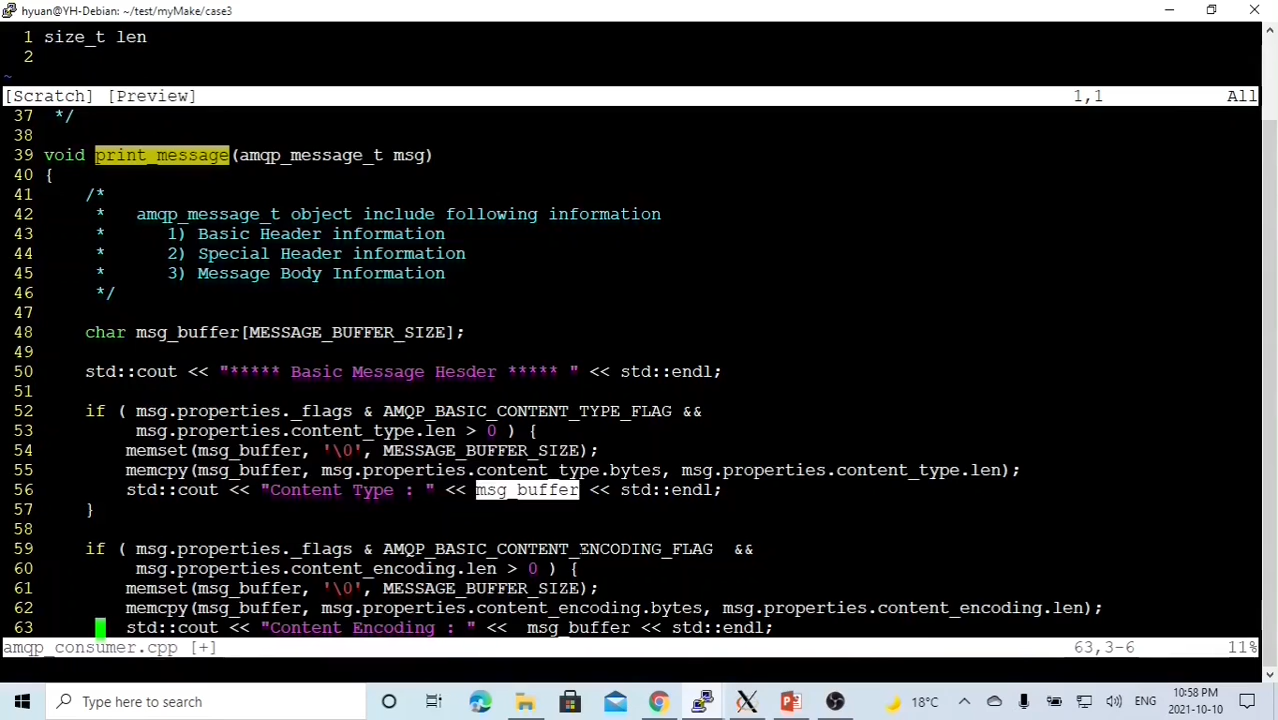 hyuan@YH-Debian: ~/test/myMake/case3
1 size_t len
2
~
[Scratch] [Preview] 1,1 All
37 */
38
39 void print_message(amqp_message_t msg)
40 {
41 /*
42 * amqp_message_t object include following information
43 * 1) Basic Header information
44 * 2) Special Header information
45 * 3) Message Body Information
46 */
47
48 char msg_buffer[MESSAGE_BUFFER_SIZE];
49
50 std::cout << "***** Basic Message Hesder ***** " << std::endl;
51
52 if ( msg.properties._flags & AMQP_BASIC_CONTENT_TYPE_FLAG &&
53 msg.properties.content_type.len > 0 ) {
54 memset(msg_buffer, '\0', MESSAGE_BUFFER_SIZE);
55 memcpy(msg_buffer, msg.properties.content_type.bytes, msg.properties.content_type.len);
56 std::cout << "Content Type : " << msg_buffer << std::endl;
57 }
58
59 if ( msg.properties._flags & AMQP_BASIC_CONTENT_ENCODING_FLAG &&
60 msg.properties.content_encoding.len > 0 ) {
61 memset(msg_buffer, '\0', MESSAGE_BUFFER_SIZE);
62 memcpy(msg_buffer, msg.properties.content_encoding.bytes, msg.properties.content_encoding.len);
63 std::cout << "Content Encoding : " << msg_buffer << std::endl;
amqp_consumer.cpp [+] 63,3-6 11%
Type here to search
18°C
ENG
10:58 PM
2021-10-10